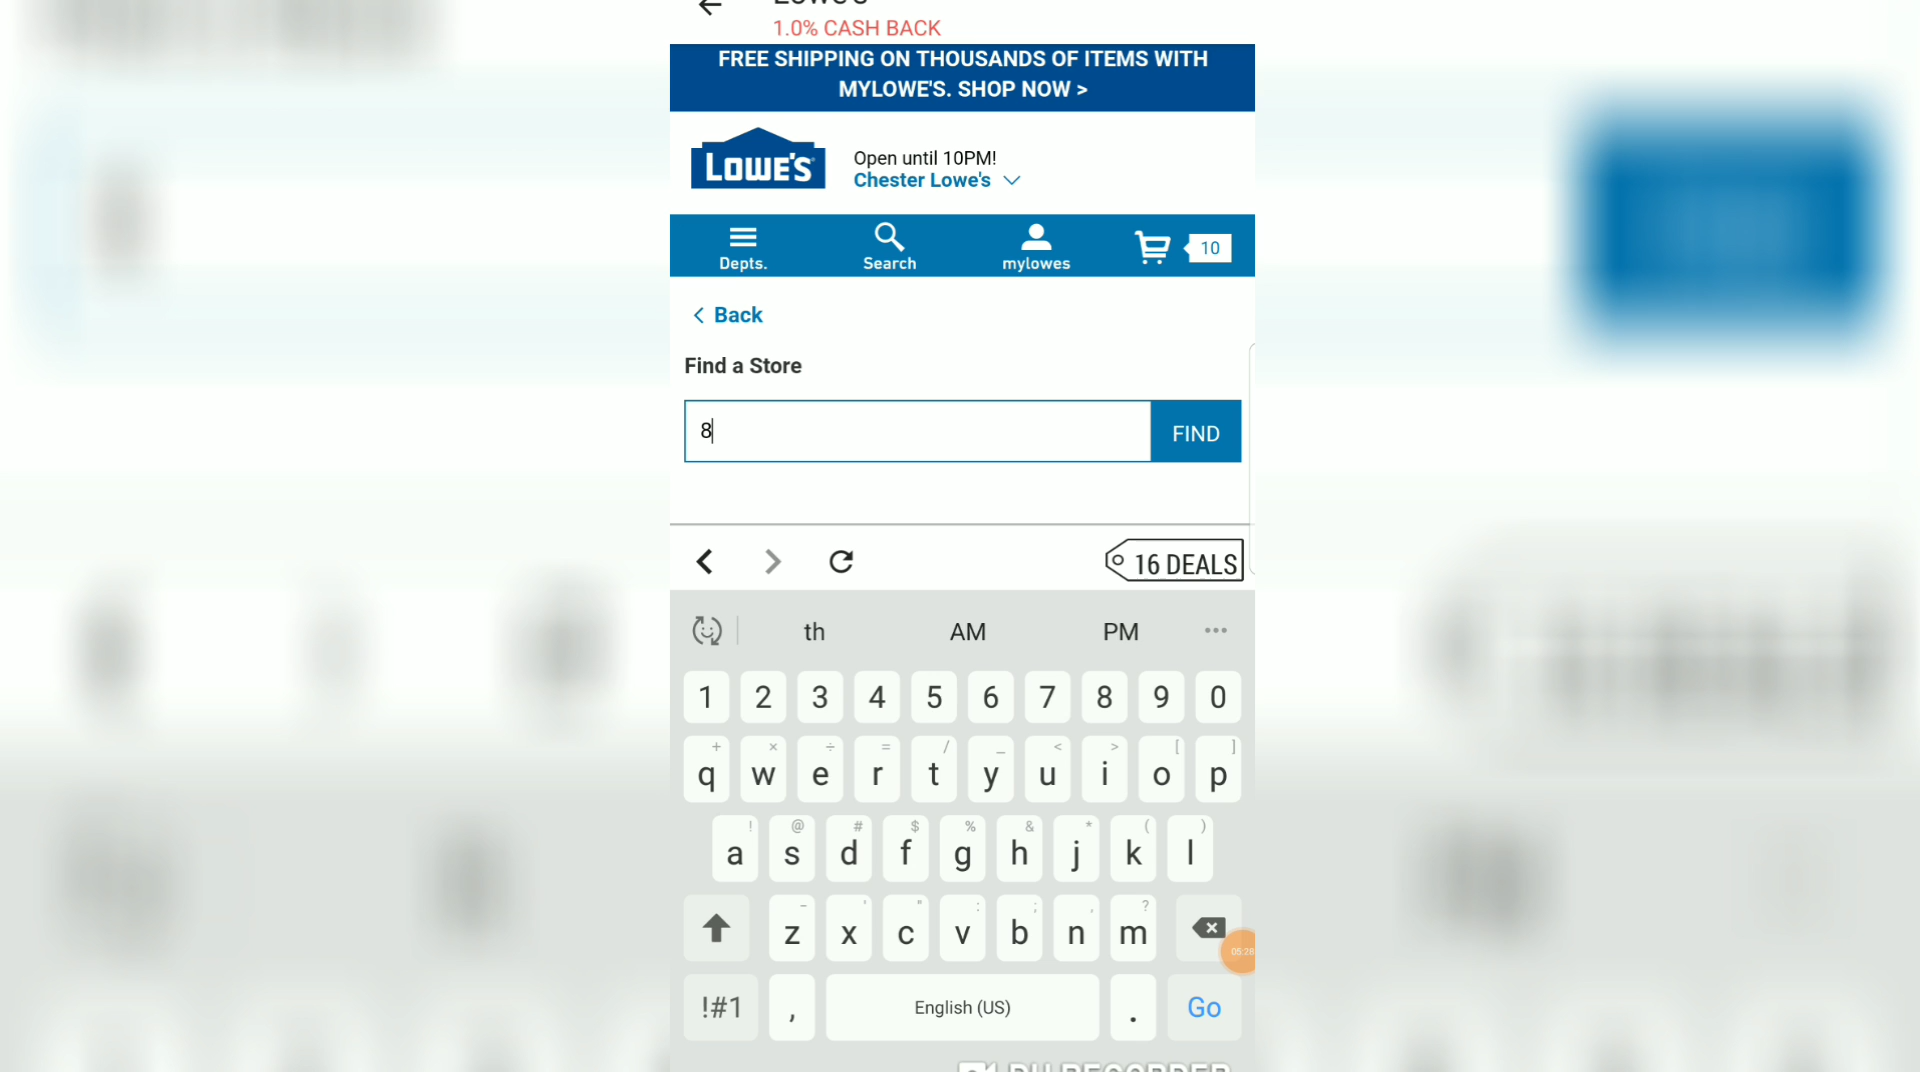 1.0% CASH BACK
FREE SHIPPING ON THOUSANDS OF ITEMS WITH
MYLOWE'S. SHOP NOW >
LOWE'S
Open until 10PM!
Chester Lowe's
10
Depts.
Search
mylowes
Back
Find a Store
8
FIND
16 DEALS
th AM PM ...
1 2 3 4 5 6 7 8 9 0
+ × ÷ = / _ < > [ ]
q w e r t y u i o p
! @ # $ % & * ( )
a s d f g h j k l
- ' " : ; , ?
z x c v b n m
05:28
!#1 , English (US) . Go